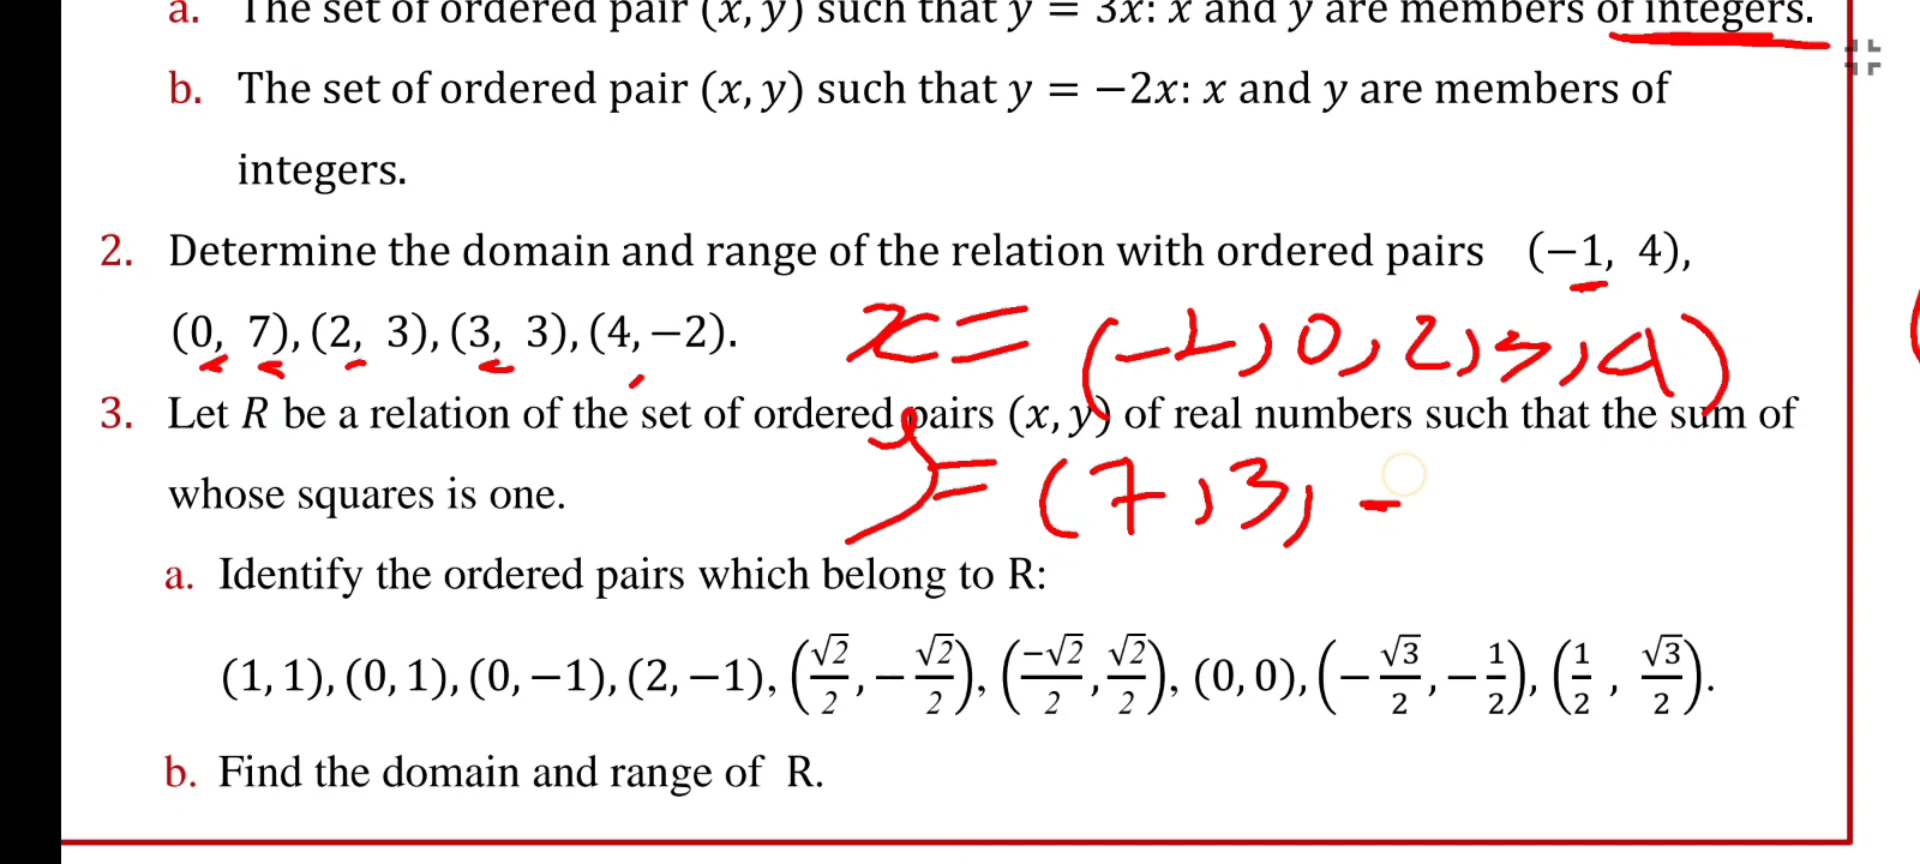 a. The set of ordered pair (x, y) such that y = 3x: x and y are members of integers.
b. The set of ordered pair (x, y) such that y = −2x: x and y are members of
integers.
2. Determine the domain and range of the relation with ordered pairs (−1, 4),
(0, 7), (2, 3), (3, 3), (4, −2).
x = (-1, 0, 2, 3, 4)
3. Let R be a relation of the set of ordered pairs (x, y) of real numbers such that the sum of
whose squares is one.
y = (7, 3, -
a. Identify the ordered pairs which belong to R:
(1, 1), (0, 1), (0, −1), (2, −1), (√2/2, −√2/2), (−√2/2, √2/2), (0, 0), (−√3/2, −1/2), (1/2, √3/2).
b. Find the domain and range of R.